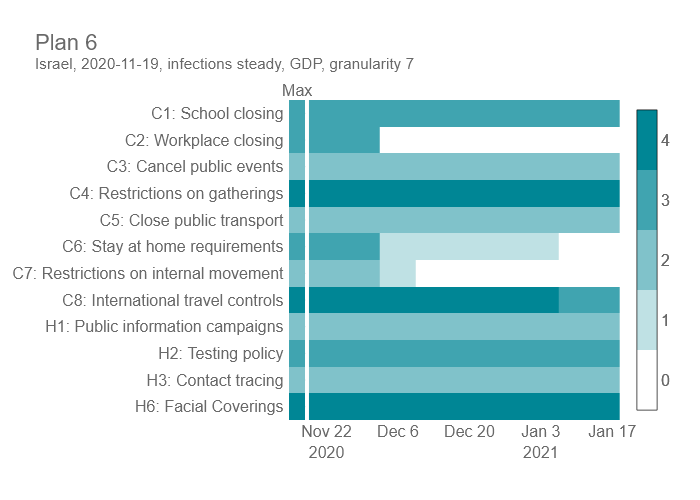 Plan 6
Israel, 2020-11-19, infections steady, GDP, granularity 7
Max
C1: School closing
C2: Workplace closing
C3: Cancel public events
C4: Restrictions on gatherings
C5: Close public transport
C6: Stay at home requirements
C7: Restrictions on internal movement
C8: International travel controls
H1: Public information campaigns
H2: Testing policy
H3: Contact tracing
H6: Facial Coverings
Nov 22 Dec 6 Dec 20 Jan 3 Jan 17
2020 2021
4
3
2
1
0